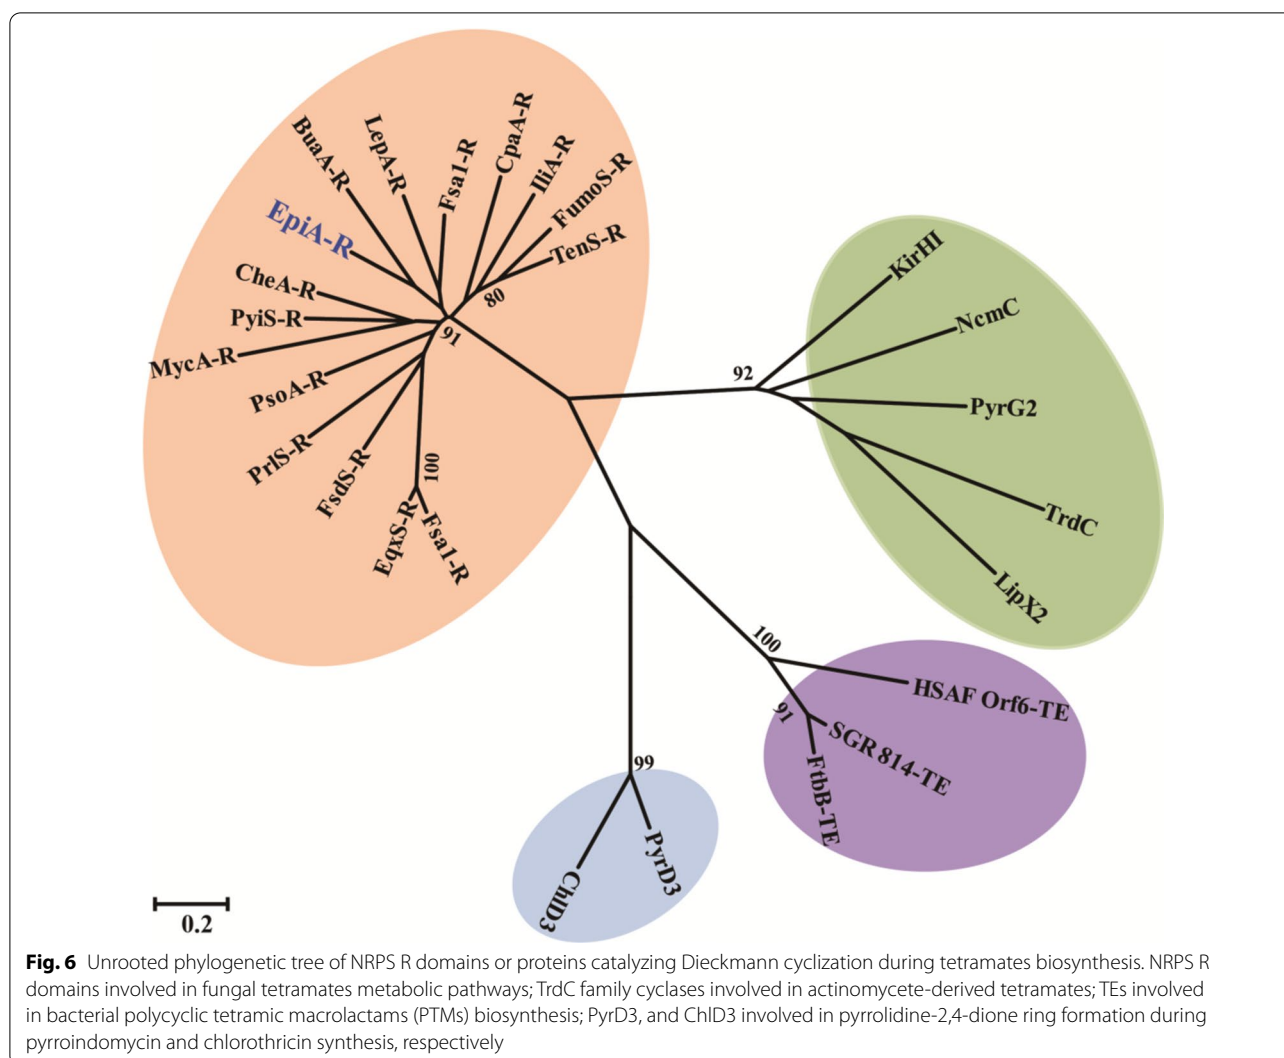 BuaA-R
LepA-R
Fsa1-R
CpaA-R
IliA-R
FumoS-R
TenS-R
EpiA-R
CheA-R
PyiS-R
MycA-R
PsoA-R
PrlS-R
FsdS-R
EqxS-R
Fsa1-R
80
91
100
92
KirHI
NcmC
PyrG2
TrdC
LipX2
100
91
HSAF Orf6-TE
SGR 814-TE
FtbB-TE
99
PyrD3
ChlD3
0.2
Fig. 6 Unrooted phylogenetic tree of NRPS R domains or proteins catalyzing Dieckmann cyclization during tetramates biosynthesis. NRPS R
domains involved in fungal tetramates metabolic pathways; TrdC family cyclases involved in actinomycete-derived tetramates; TEs involved
in bacterial polycyclic tetramic macrolactams (PTMs) biosynthesis; PyrD3, and ChlD3 involved in pyrrolidine-2,4-dione ring formation during
pyrroindomycin and chlorothricin synthesis, respectively